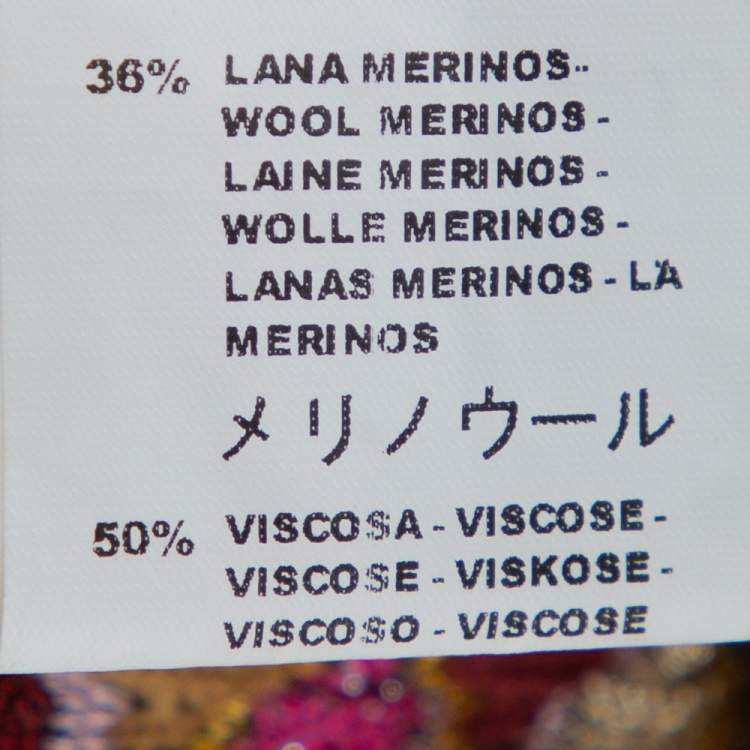 36% LANA MERINOS-
WOOL MERINOS -
LAINE MERINOS -
WOLLE MERINOS -
LANAS MERINOS - LÃ
MERINOS
メリノウール
50% VISCOSA - VISCOSE -
VISCOSE - VISKOSE -
VISCOSO - VISCOSE